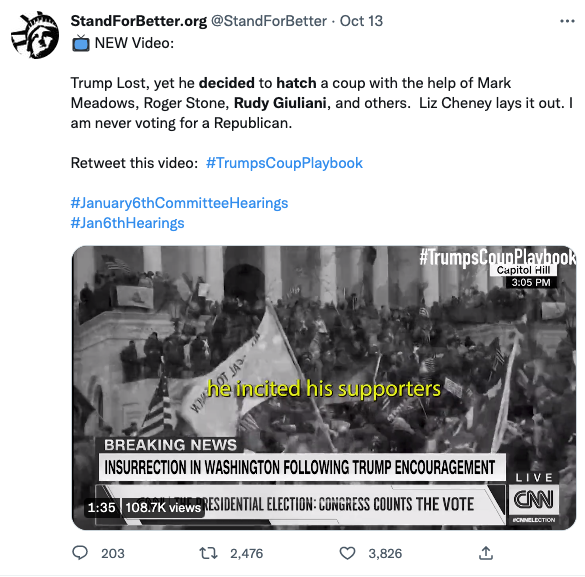 StandForBetter.org @StandForBetter · Oct 13
NEW Video:
Trump Lost, yet he decided to hatch a coup with the help of Mark
Meadows, Roger Stone, Rudy Giuliani, and others. Liz Cheney lays it out. I
am never voting for a Republican.
Retweet this video: #TrumpsCoupPlaybook
#January6thCommitteeHearings
#Jan6thHearings
#TrumpsCoupPlaybook
Capitol Hill
3:05 PM
he incited his supporters
BREAKING NEWS
INSURRECTION IN WASHINGTON FOLLOWING TRUMP ENCOURAGEMENT
LIVE
CNN
#CNNELECTION
THE PRESIDENTIAL ELECTION: CONGRESS COUNTS THE VOTE
1:35 108.7K views
203 2,476 3,826